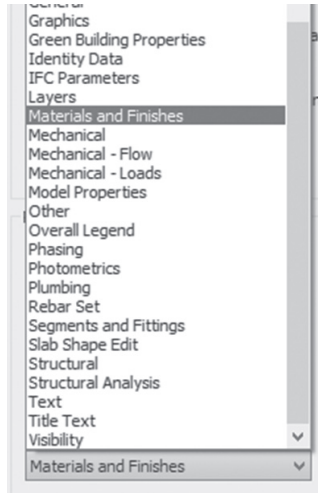 General
Graphics
Green Building Properties
Identity Data
IFC Parameters
Layers
Materials and Finishes
Mechanical
Mechanical - Flow
Mechanical - Loads
Model Properties
Other
Overall Legend
Phasing
Photometrics
Plumbing
Rebar Set
Segments and Fittings
Slab Shape Edit
Structural
Structural Analysis
Text
Title Text
Visibility
Materials and Finishes